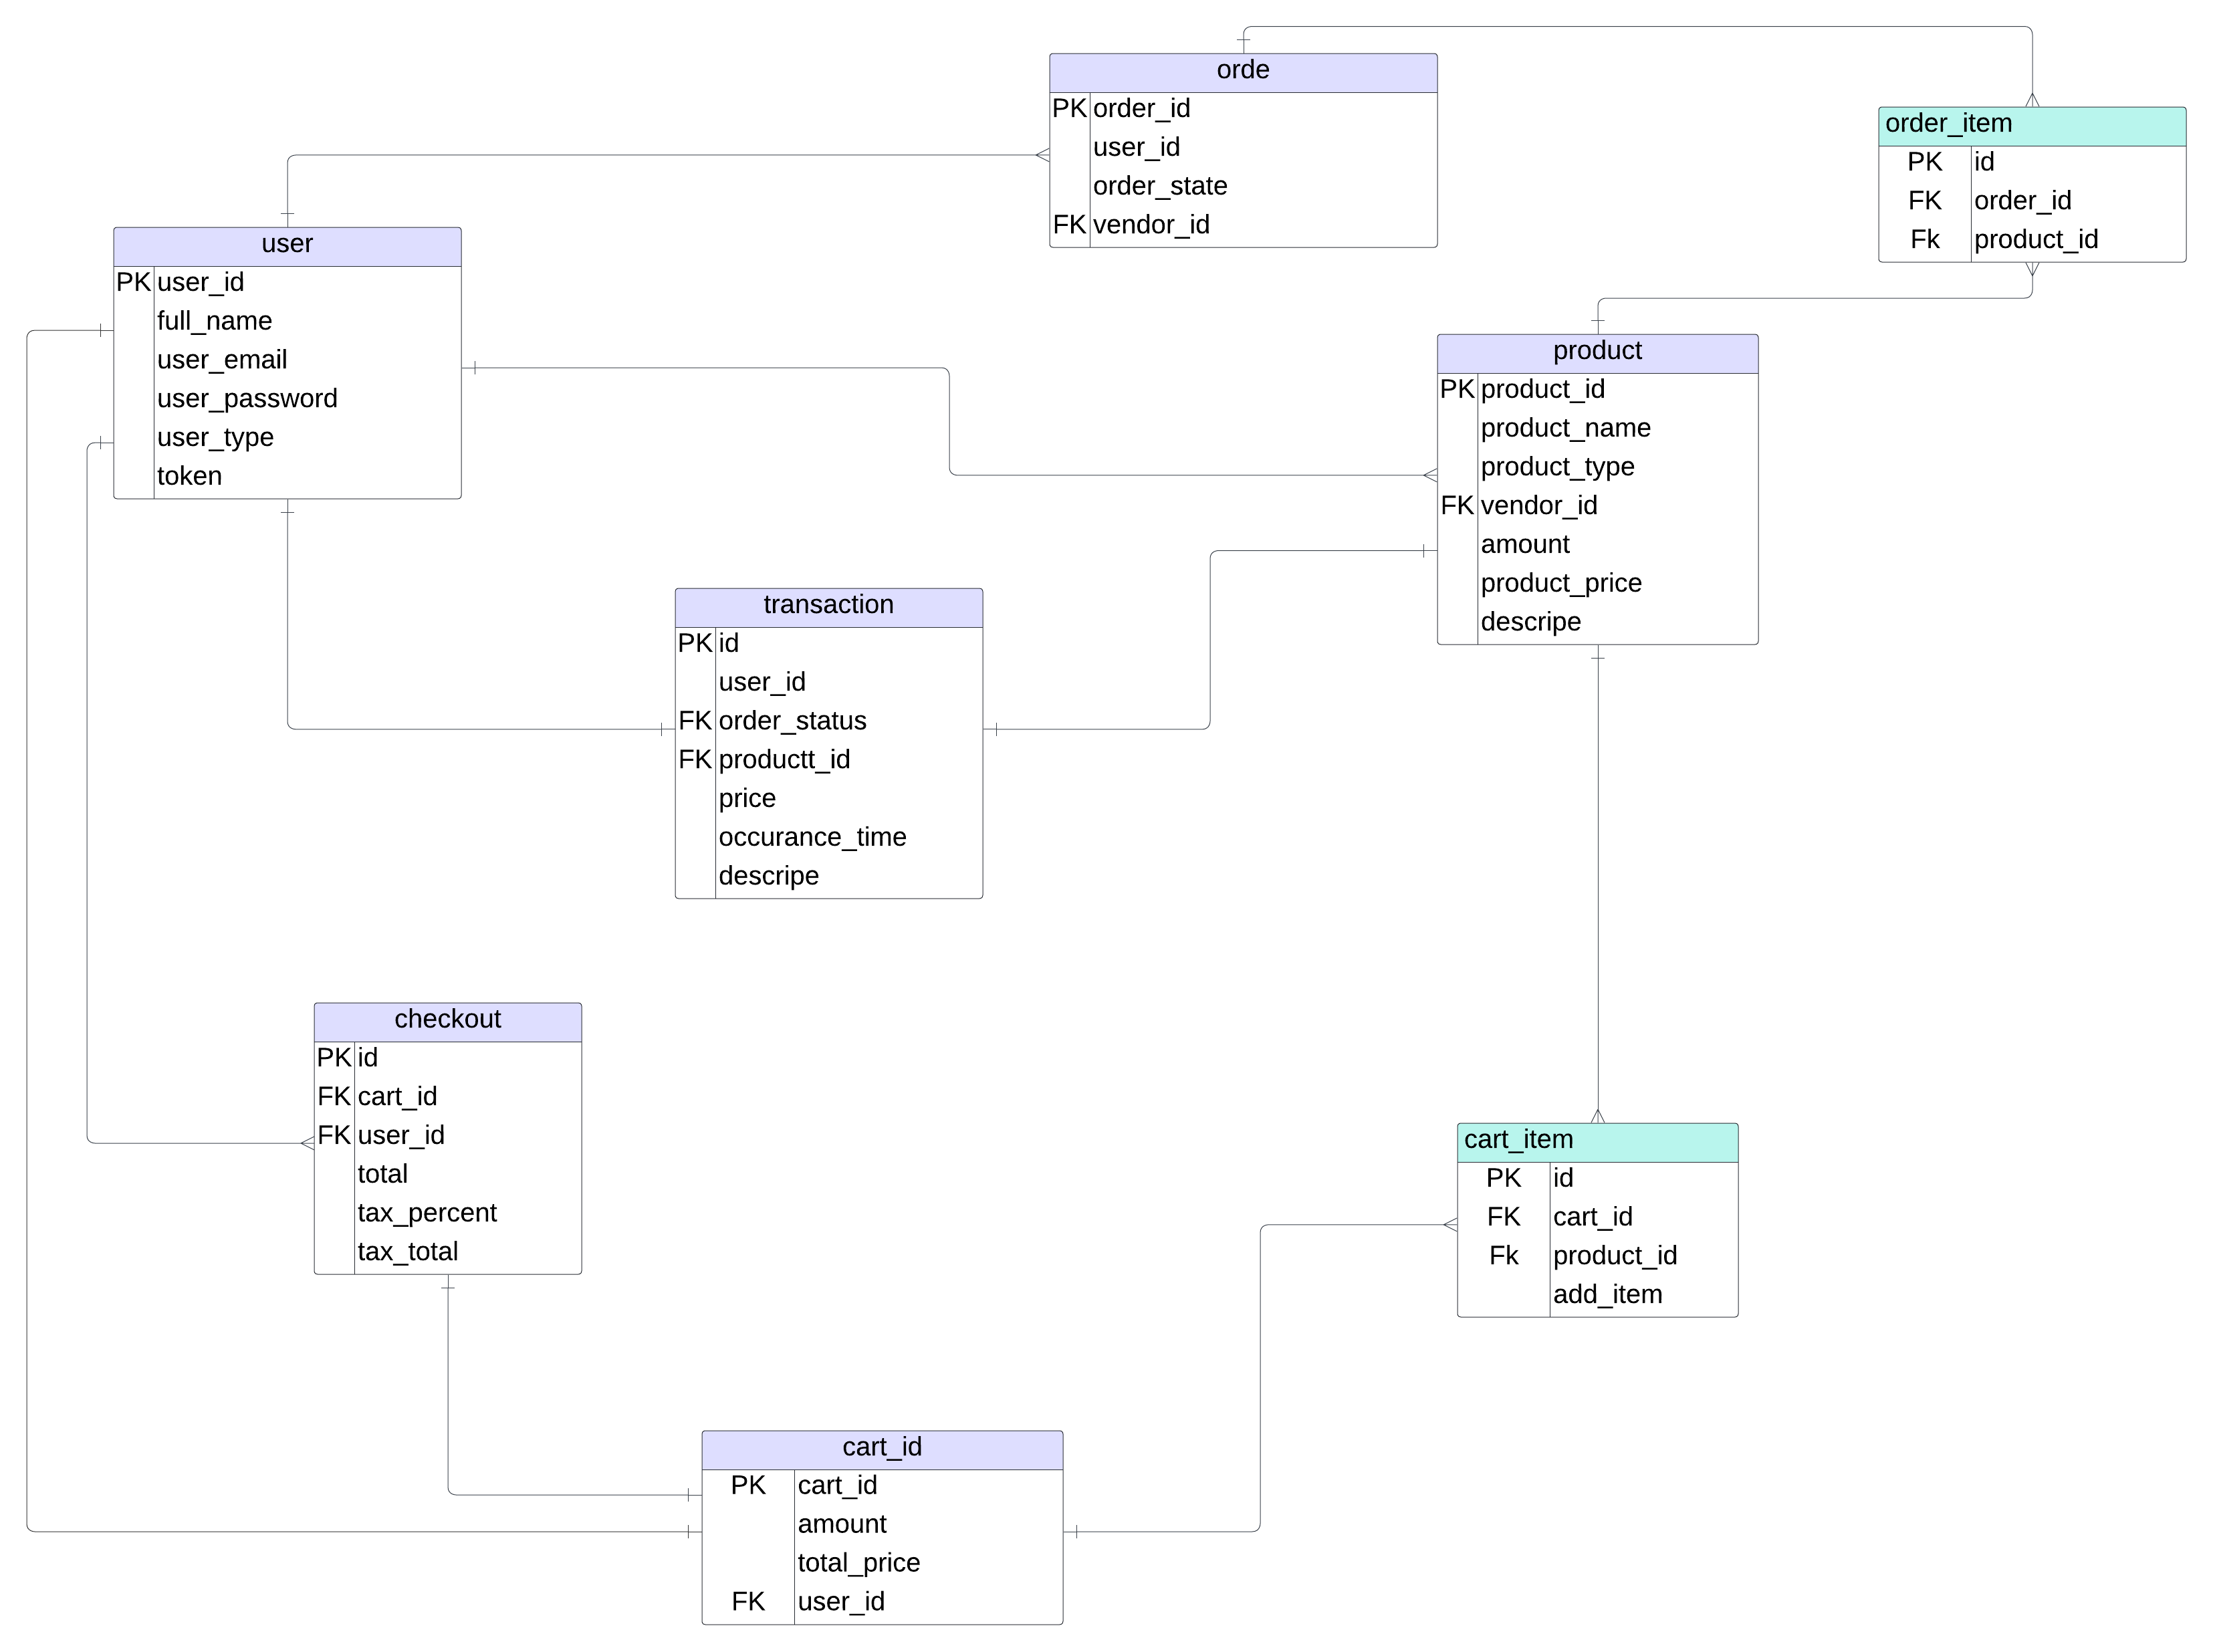 orde
PK order_id
user_id
order_state
FK vendor_id
order_item
PK id
FK order_id
Fk product_id
user
PK user_id
full_name
user_email
user_password
user_type
token
product
PK product_id
product_name
product_type
FK vendor_id
amount
product_price
descripe
transaction
PK id
user_id
FK order_status
FK productt_id
price
occurance_time
descripe
checkout
PK id
FK cart_id
FK user_id
total
tax_percent
tax_total
cart_item
PK id
FK cart_id
Fk product_id
add_item
cart_id
PK cart_id
amount
total_price
FK user_id